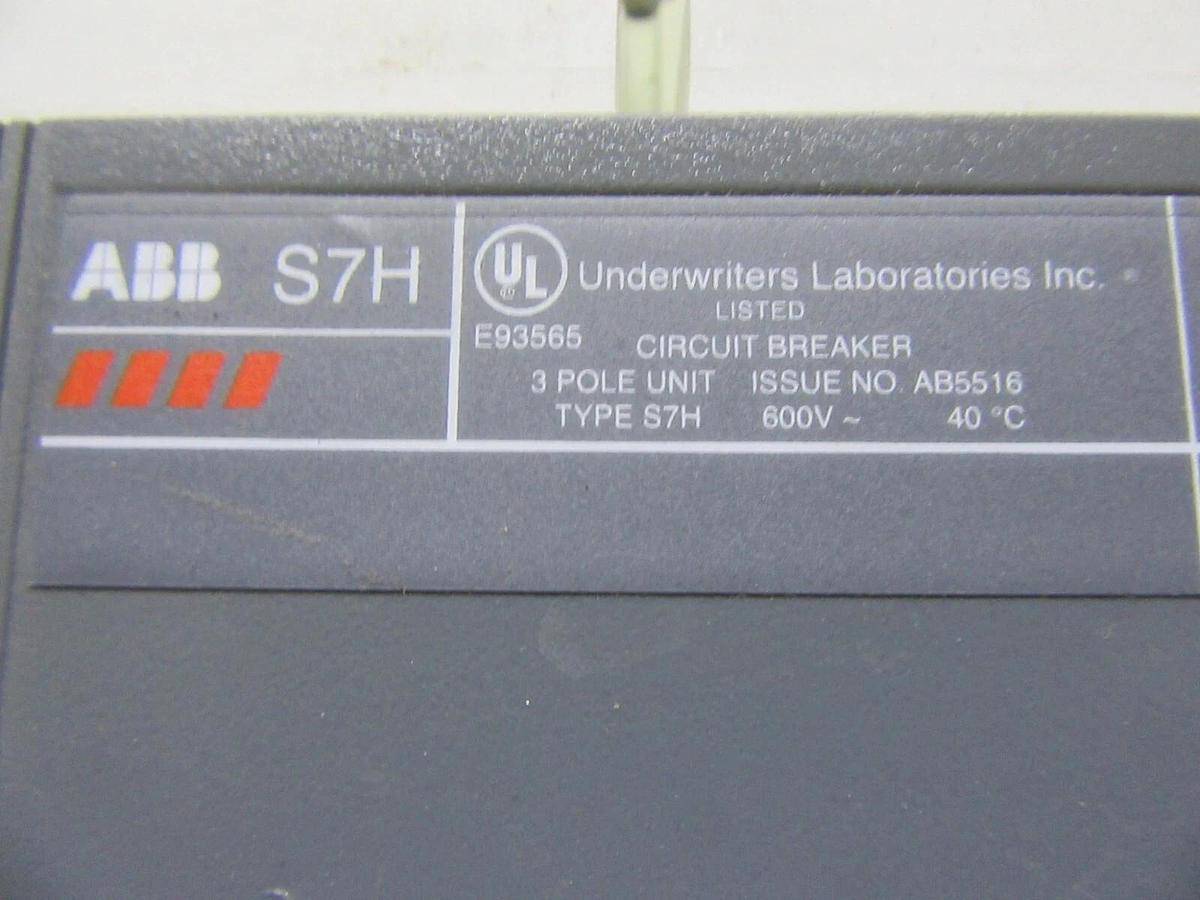 ABB S7H
UL Underwriters Laboratories Inc.
LISTED
E93565
CIRCUIT BREAKER
3 POLE UNIT ISSUE NO. AB5516
TYPE S7H 600V ~ 40 °C